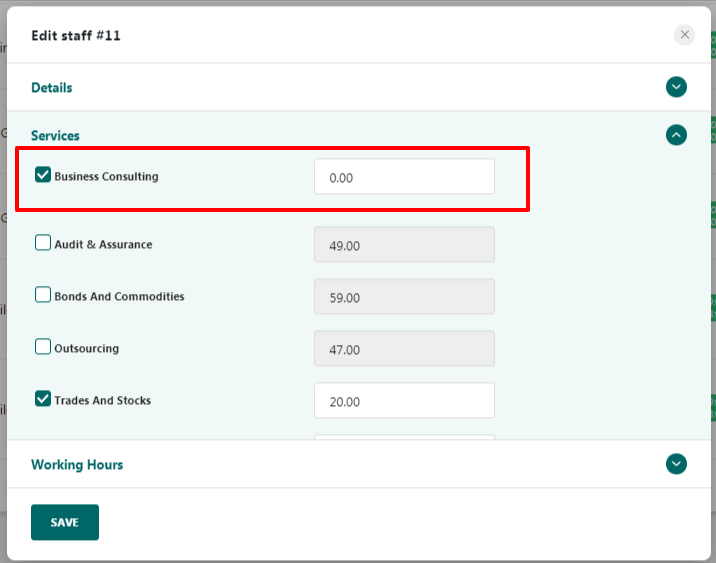 Edit staff #11
Details
Services
Business Consulting 0.00
Audit & Assurance 49.00
Bonds And Commodities 59.00
Outsourcing 47.00
Trades And Stocks 20.00
Working Hours
SAVE